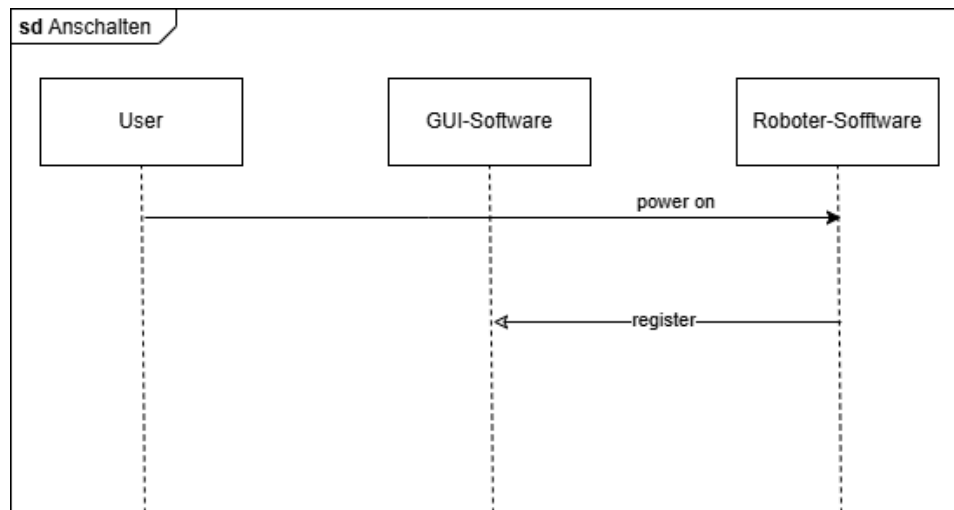 sd Anschalten
User
GUI-Software
Roboter-Sofftware
power on
register